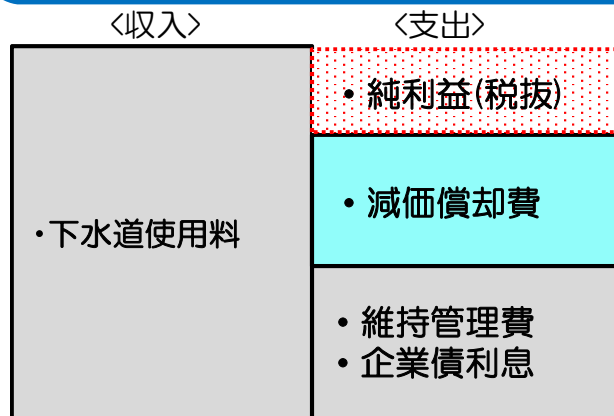 <収入>
<支出>
・下水道使用料
・純利益(税抜)
・減価償却費
・維持管理費
・企業債利息